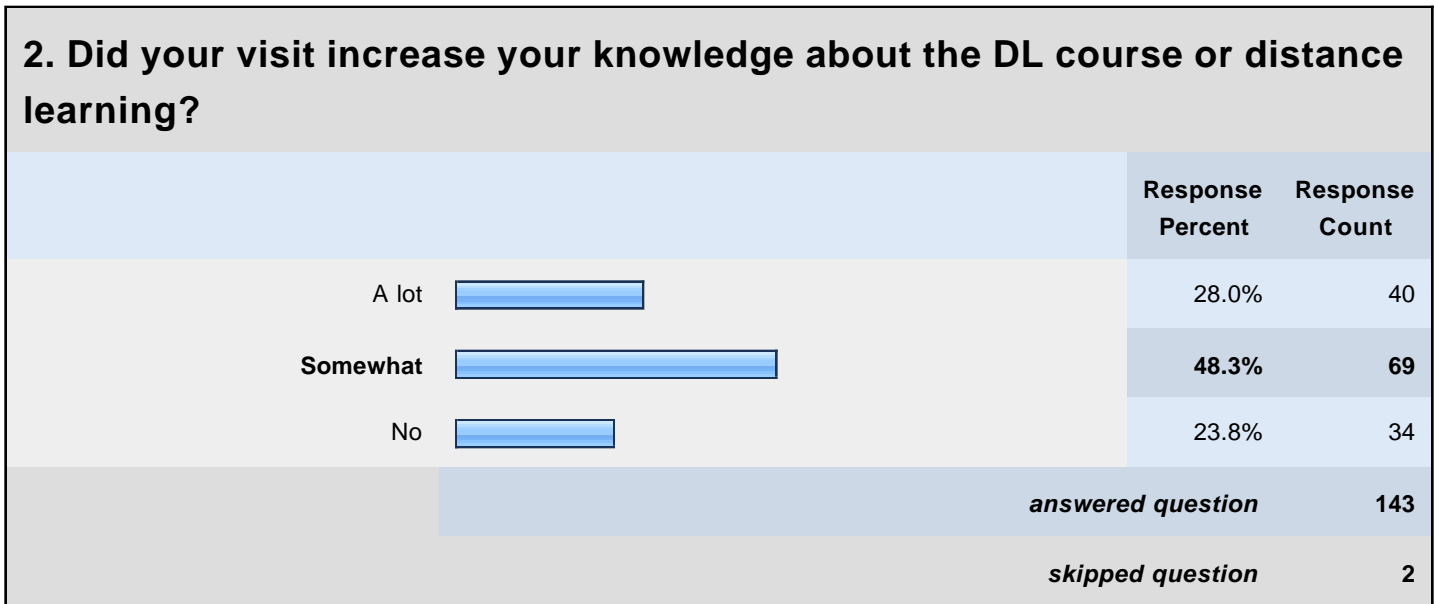 2. Did your visit increase your knowledge about the DL course or distance
learning?
Response Percent
Response Count
A lot 28.0% 40
Somewhat 48.3% 69
No 23.8% 34
answered question 143
skipped question 2